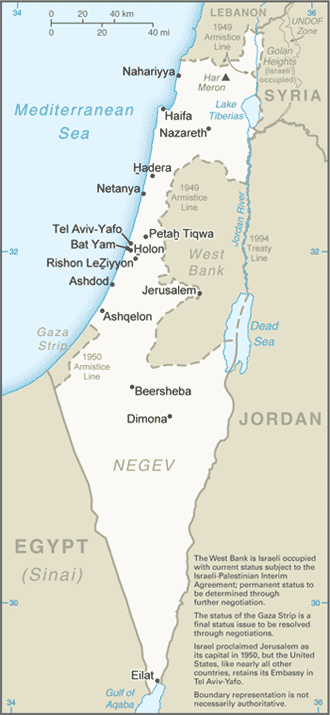 34
36
0
20
40 km
0
20
40 mi
LEBANON
UNDOF
Zone
1949
Armistice
Line
Golan
Heights
(Israeli
occupied)
Nahariyya
Har
Meron
SYRIA
Mediterranean
Sea
Haifa
Lake
Tiberias
Nazareth
Hadera
Netanya
1949
Armistice
Line
Jordan River
1994
Treaty
Line
Tel Aviv-Yafo
Petaẖ Tiqwa
Bat Yam
Holon
32
32
Rishon LeẔiyyon
West
Bank
Ashdod
Jerusalem
Ashqelon
Gaza
Strip
Dead
Sea
1950
Armistice
Line
Beersheba
Dimona
JORDAN
NEGEV
EGYPT
(Sinai)
The West Bank is Israeli occupied
with current status subject to the
Israeli-Palestinian Interim
Agreement; permanent status to
be determined through
further negotiation.
30
30
The status of the Gaza Strip is a
final status issue to be resolved
through negotiations.
Israel proclaimed Jerusalem as
its capital in 1950, but the United
States, like nearly all other
countries, retains its Embassy in
Tel Aviv-Yafo.
Boundary representation is not
necessarily authoritative.
Eilat
Gulf of
Aqaba
34
36